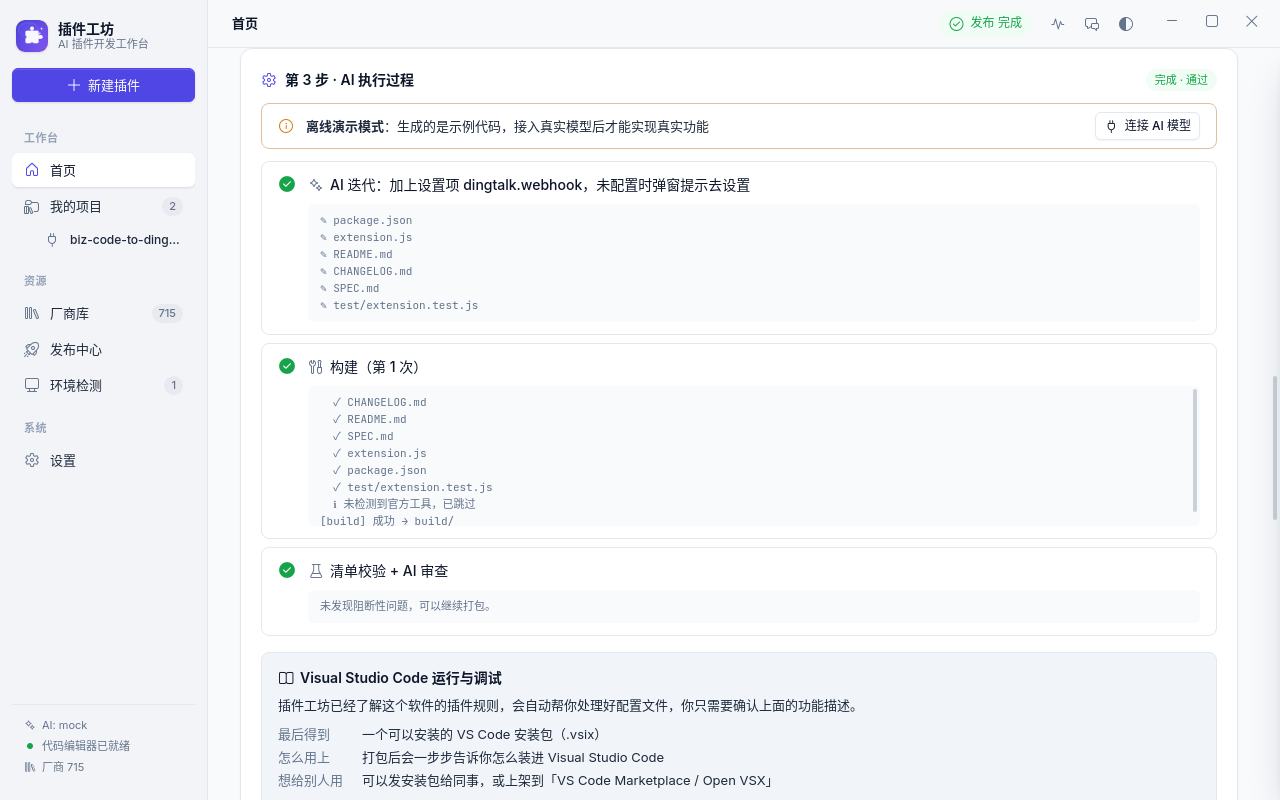 插件工坊
AI 插件开发工作台
新建插件
工作台
首页
我的项目 2
biz-code-to-ding...
资源
厂商库 715
发布中心
环境检测 1
系统
设置
AI: mock
代码编辑器已就绪
厂商 715
首页
发布 完成
第 3 步 · AI 执行过程
完成 · 通过
离线演示模式：生成的是示例代码，接入真实模型后才能实现真实功能
连接 AI 模型
AI 迭代：加上设置项 dingtalk.webhook，未配置时弹窗提示去设置
✎ package.json
✎ extension.js
✎ README.md
✎ CHANGELOG.md
✎ SPEC.md
✎ test/extension.test.js
构建（第 1 次）
✓ CHANGELOG.md
✓ README.md
✓ SPEC.md
✓ extension.js
✓ package.json
✓ test/extension.test.js
ℹ 未检测到官方工具，已跳过
[build] 成功 → build/
清单校验 + AI 审查
未发现阻断性问题，可以继续打包。
Visual Studio Code 运行与调试
插件工坊已经了解这个软件的插件规则，会自动帮你处理好配置文件，你只需要确认上面的功能描述。
最后得到 一个可以安装的 VS Code 安装包（.vsix）
怎么用上 打包后会一步步告诉你怎么装进 Visual Studio Code
想给别人用 可以发安装包给同事，或上架到「VS Code Marketplace / Open VSX」